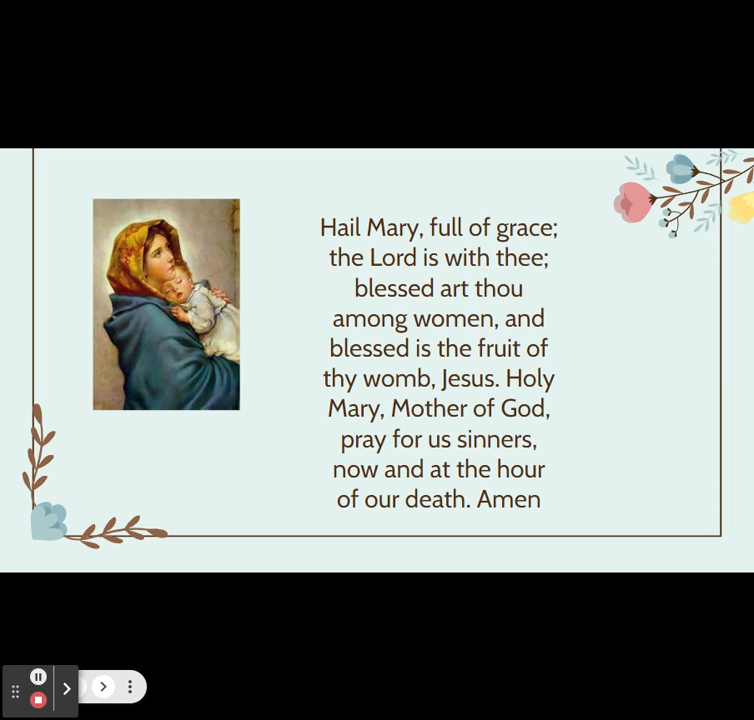 Hail Mary, full of grace;
the Lord is with thee;
blessed art thou
among women, and
blessed is the fruit of
thy womb, Jesus. Holy
Mary, Mother of God,
pray for us sinners,
now and at the hour
of our death. Amen